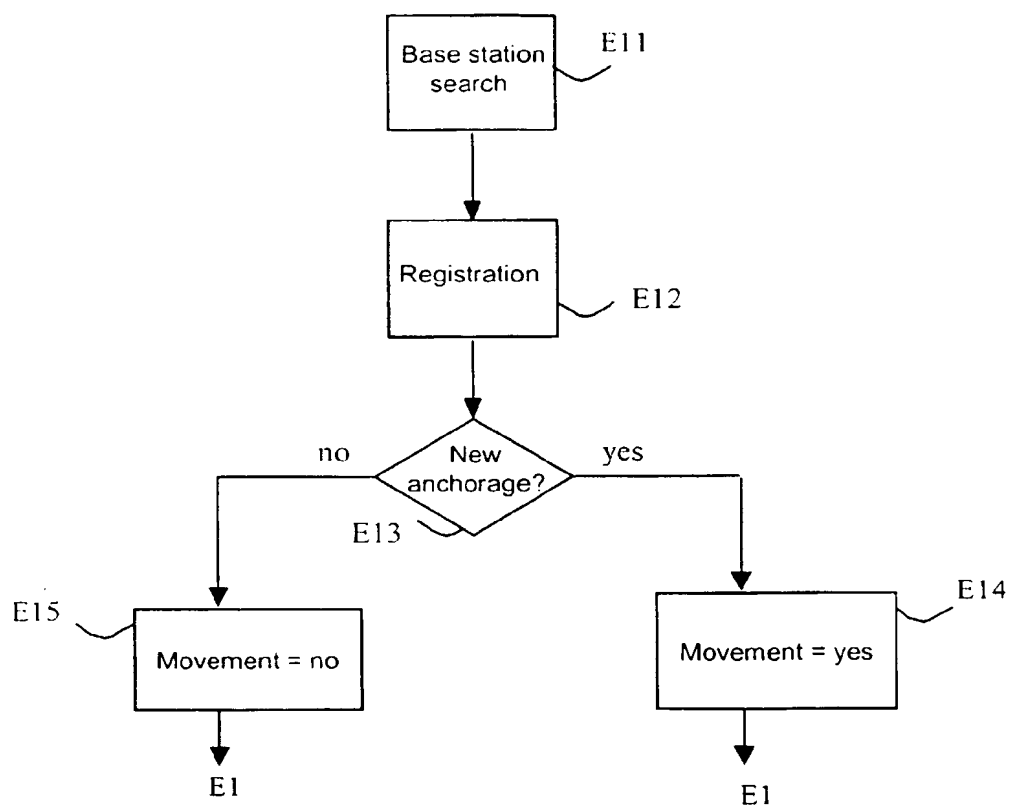 Base station
search
E11
Registration
E12
no
New
anchorage?
yes
E13
E15
Movement = no
E14
Movement = yes
E1
E1